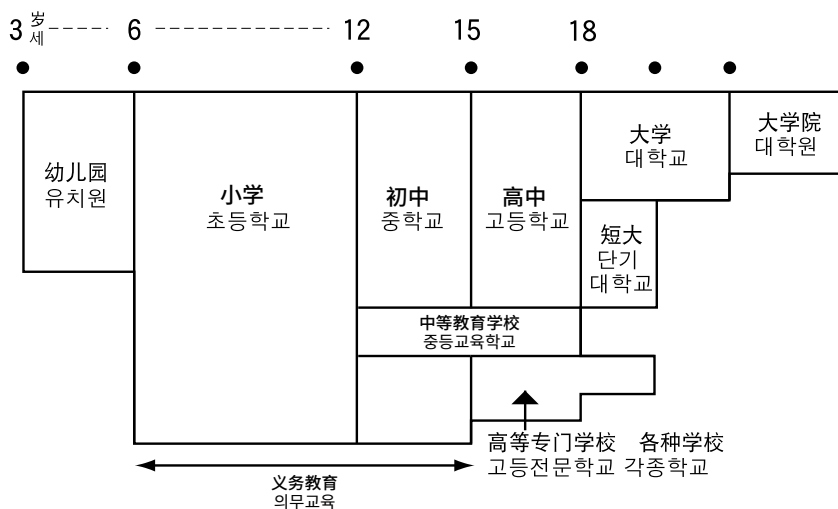 3 岁 6 12 15 18
세
幼儿园
유치원
小学
초등학교
初中
중학교
高中
고등학교
大学
대학교
大学院
대학원
短大
단기
대학교
中等教育学校
중등교육학교
高等专门学校 各种学校
고등전문학교 각종학교
义务教育
의무교육